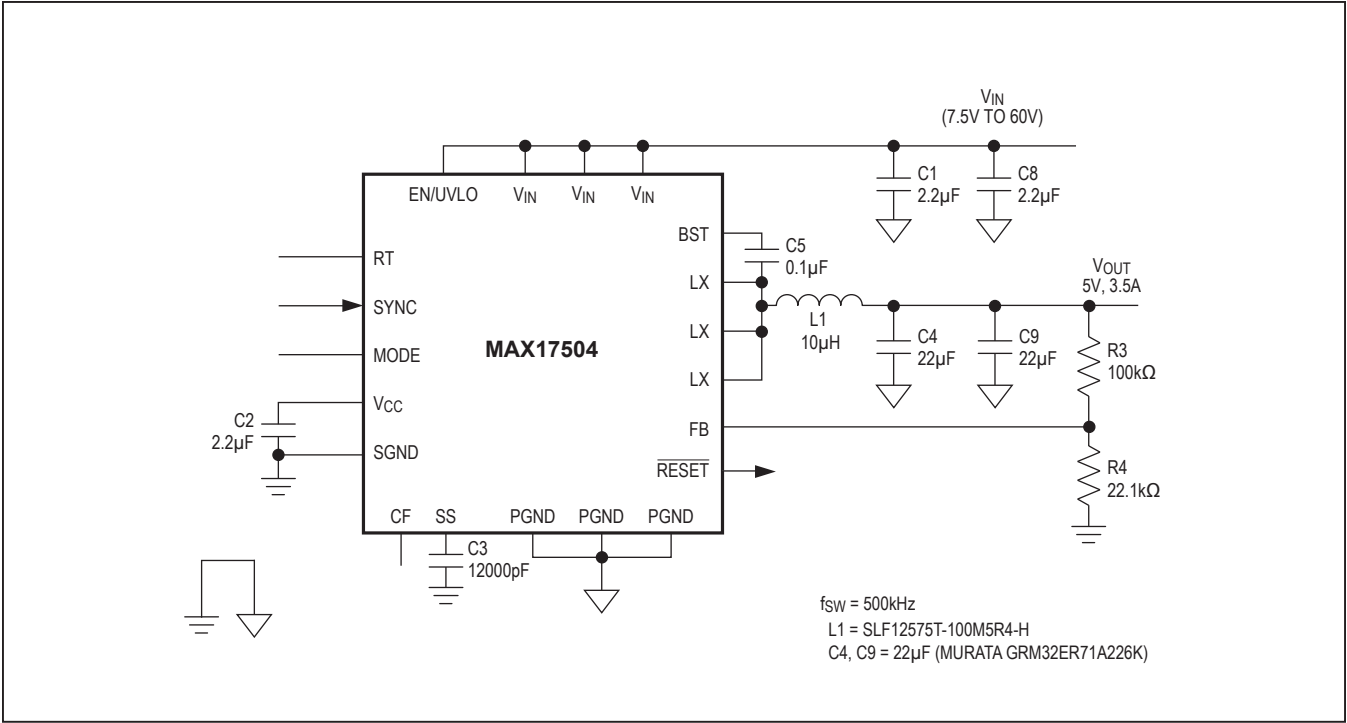 VIN
(7.5V TO 60V)
C1
2.2µF
C8
2.2µF
EN/UVLO
VIN
VIN
VIN
BST
C5
0.1µF
RT
LX
VOUT
5V, 3.5A
SYNC
L1
10µH
LX
C4
22µF
C9
22µF
R3
100kΩ
MODE
MAX17504
LX
VCC
C2
2.2µF
FB
SGND
RESET
R4
22.1kΩ
CF
SS
PGND
PGND
PGND
C3
12000pF
fSW = 500kHz
L1 = SLF12575T-100M5R4-H
C4, C9 = 22µF (MURATA GRM32ER71A226K)